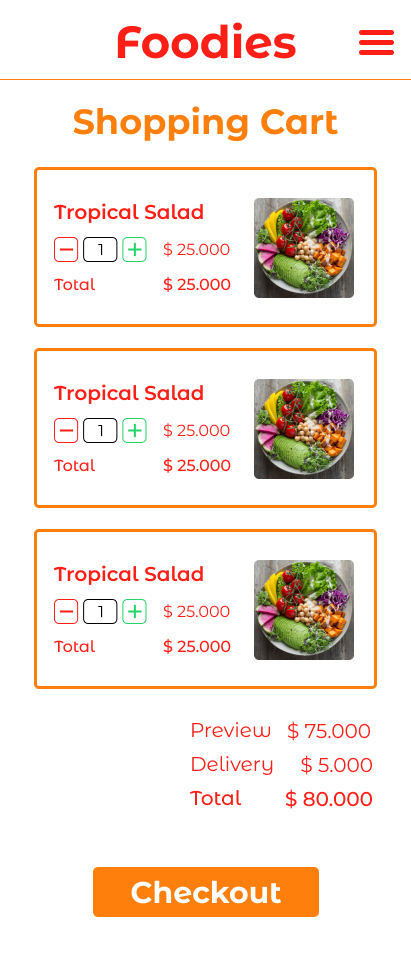 Foodies
Shopping Cart
Tropical Salad
1 $ 25.000
Total $ 25.000
Tropical Salad
1 $ 25.000
Total $ 25.000
Tropical Salad
1 $ 25.000
Total $ 25.000
Preview $ 75.000
Delivery $ 5.000
Total $ 80.000
Checkout